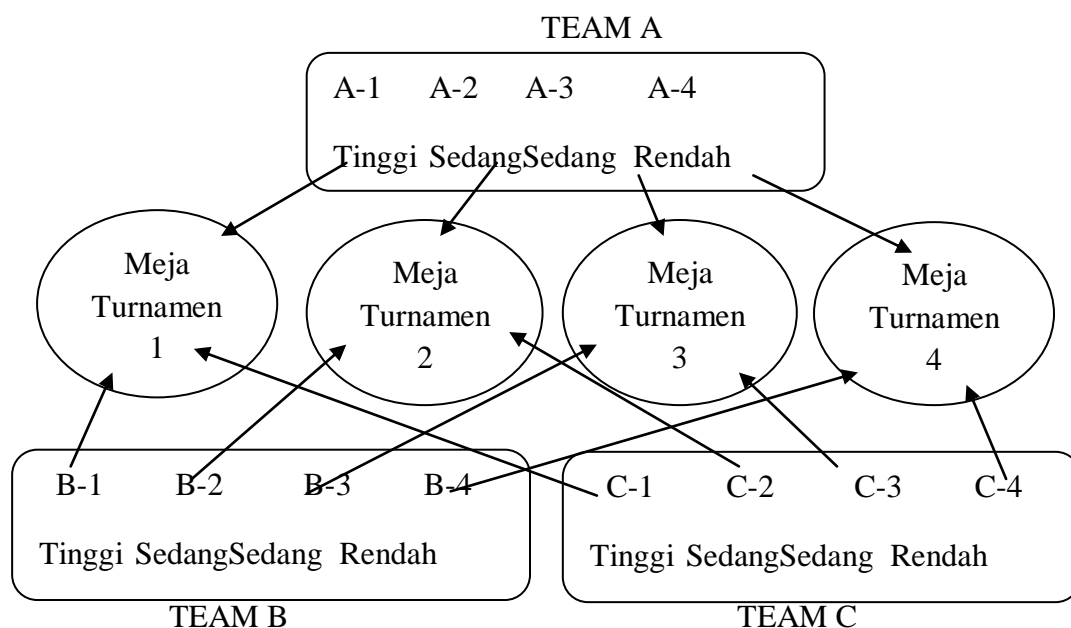 TEAM A
A-1 A-2 A-3 A-4
Tinggi SedangSedang Rendah
Meja
Turnamen
1
Meja
Turnamen
2
Meja
Turnamen
3
Meja
Turnamen
4
B-1 B-2 B-3 B-4
Tinggi SedangSedang Rendah
TEAM B
C-1 C-2 C-3 C-4
Tinggi SedangSedang Rendah
TEAM C